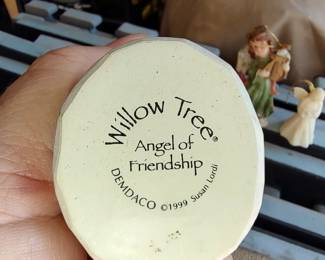 Willow Tree®
Angel of
Friendship
DEMDACO ©1999 Susan Lordi